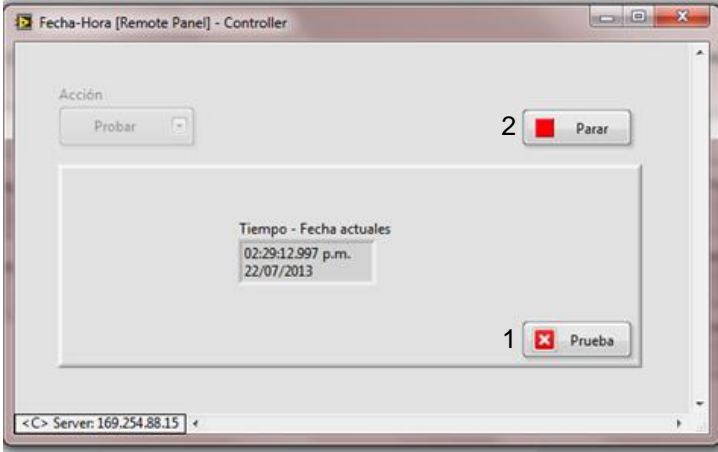 Fecha-Hora [Remote Panel] - Controller
Acción
Probar
2 Parar
Tiempo - Fecha actuales
02:29:12.997 p.m.
22/07/2013
1 Prueba
<C> Server: 169.254.88.15